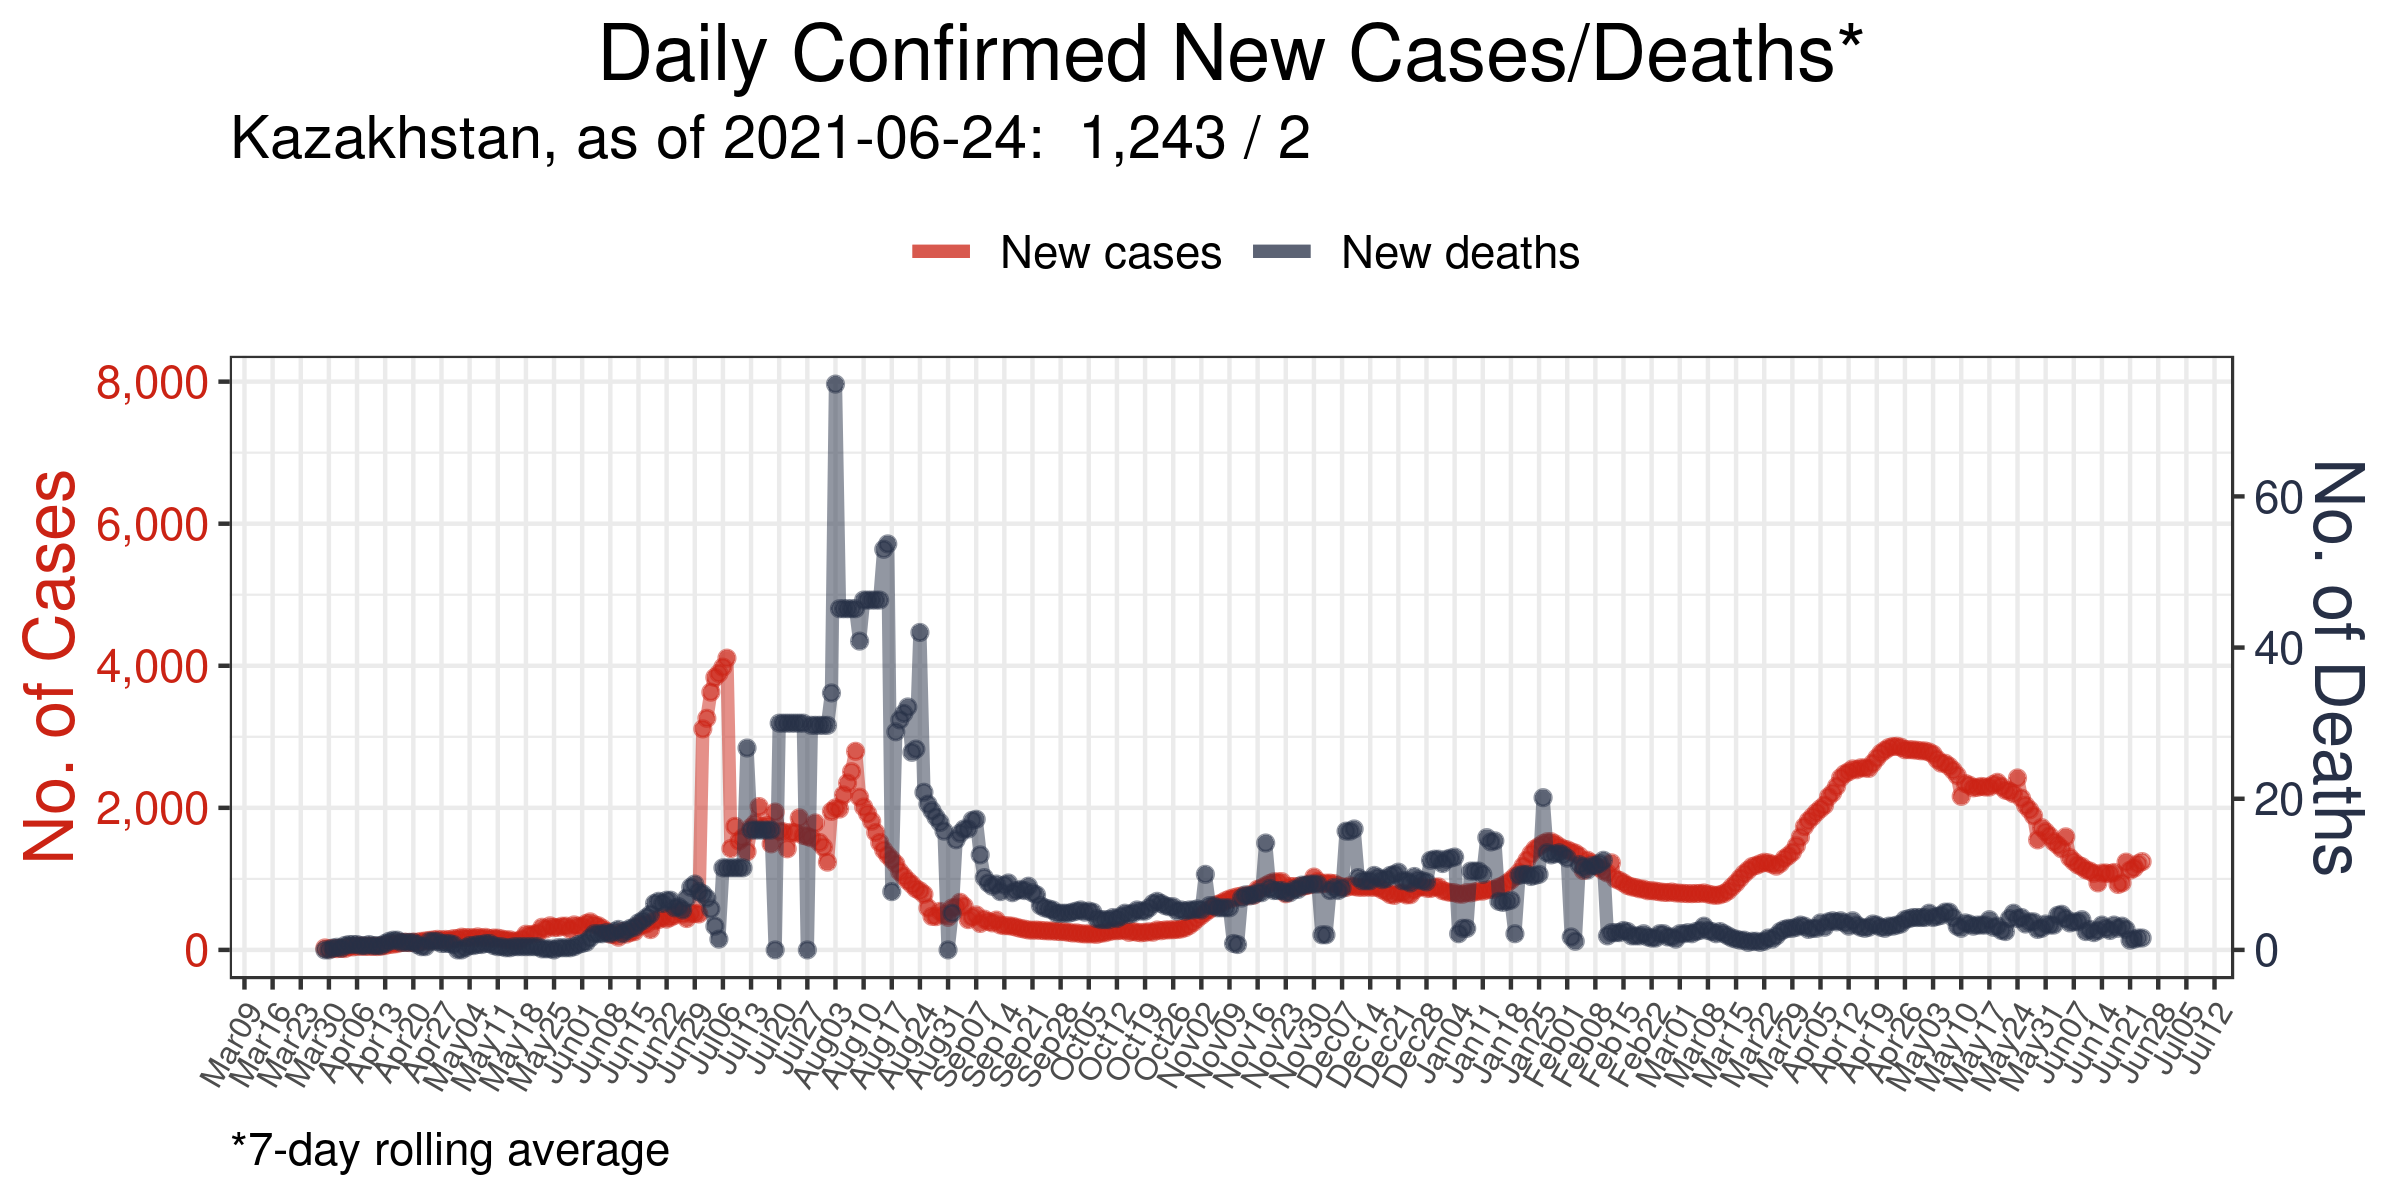 Daily Confirmed New Cases/Deaths*
Kazakhstan, as of 2021-06-24:  1,243 / 2
New cases
New deaths
No. of Cases
8,000
6,000
4,000
2,000
0
No. of Deaths
60
40
20
0
Mar09
Mar16
Mar23
Mar30
Apr06
Apr13
Apr20
Apr27
May04
May11
May18
May25
Jun01
Jun08
Jun15
Jun22
Jun29
Jul06
Jul13
Jul20
Jul27
Aug03
Aug10
Aug17
Aug24
Aug31
Sep07
Sep14
Sep21
Sep28
Oct05
Oct12
Oct19
Oct26
Nov02
Nov09
Nov16
Nov23
Nov30
Dec07
Dec14
Dec21
Dec28
Jan04
Jan11
Jan18
Jan25
Feb01
Feb08
Feb15
Feb22
Mar01
Mar08
Mar15
Mar22
Mar29
Apr05
Apr12
Apr19
Apr26
May03
May10
May17
May24
May31
Jun07
Jun14
Jun21
Jun28
Jul05
Jul12
*7-day rolling average